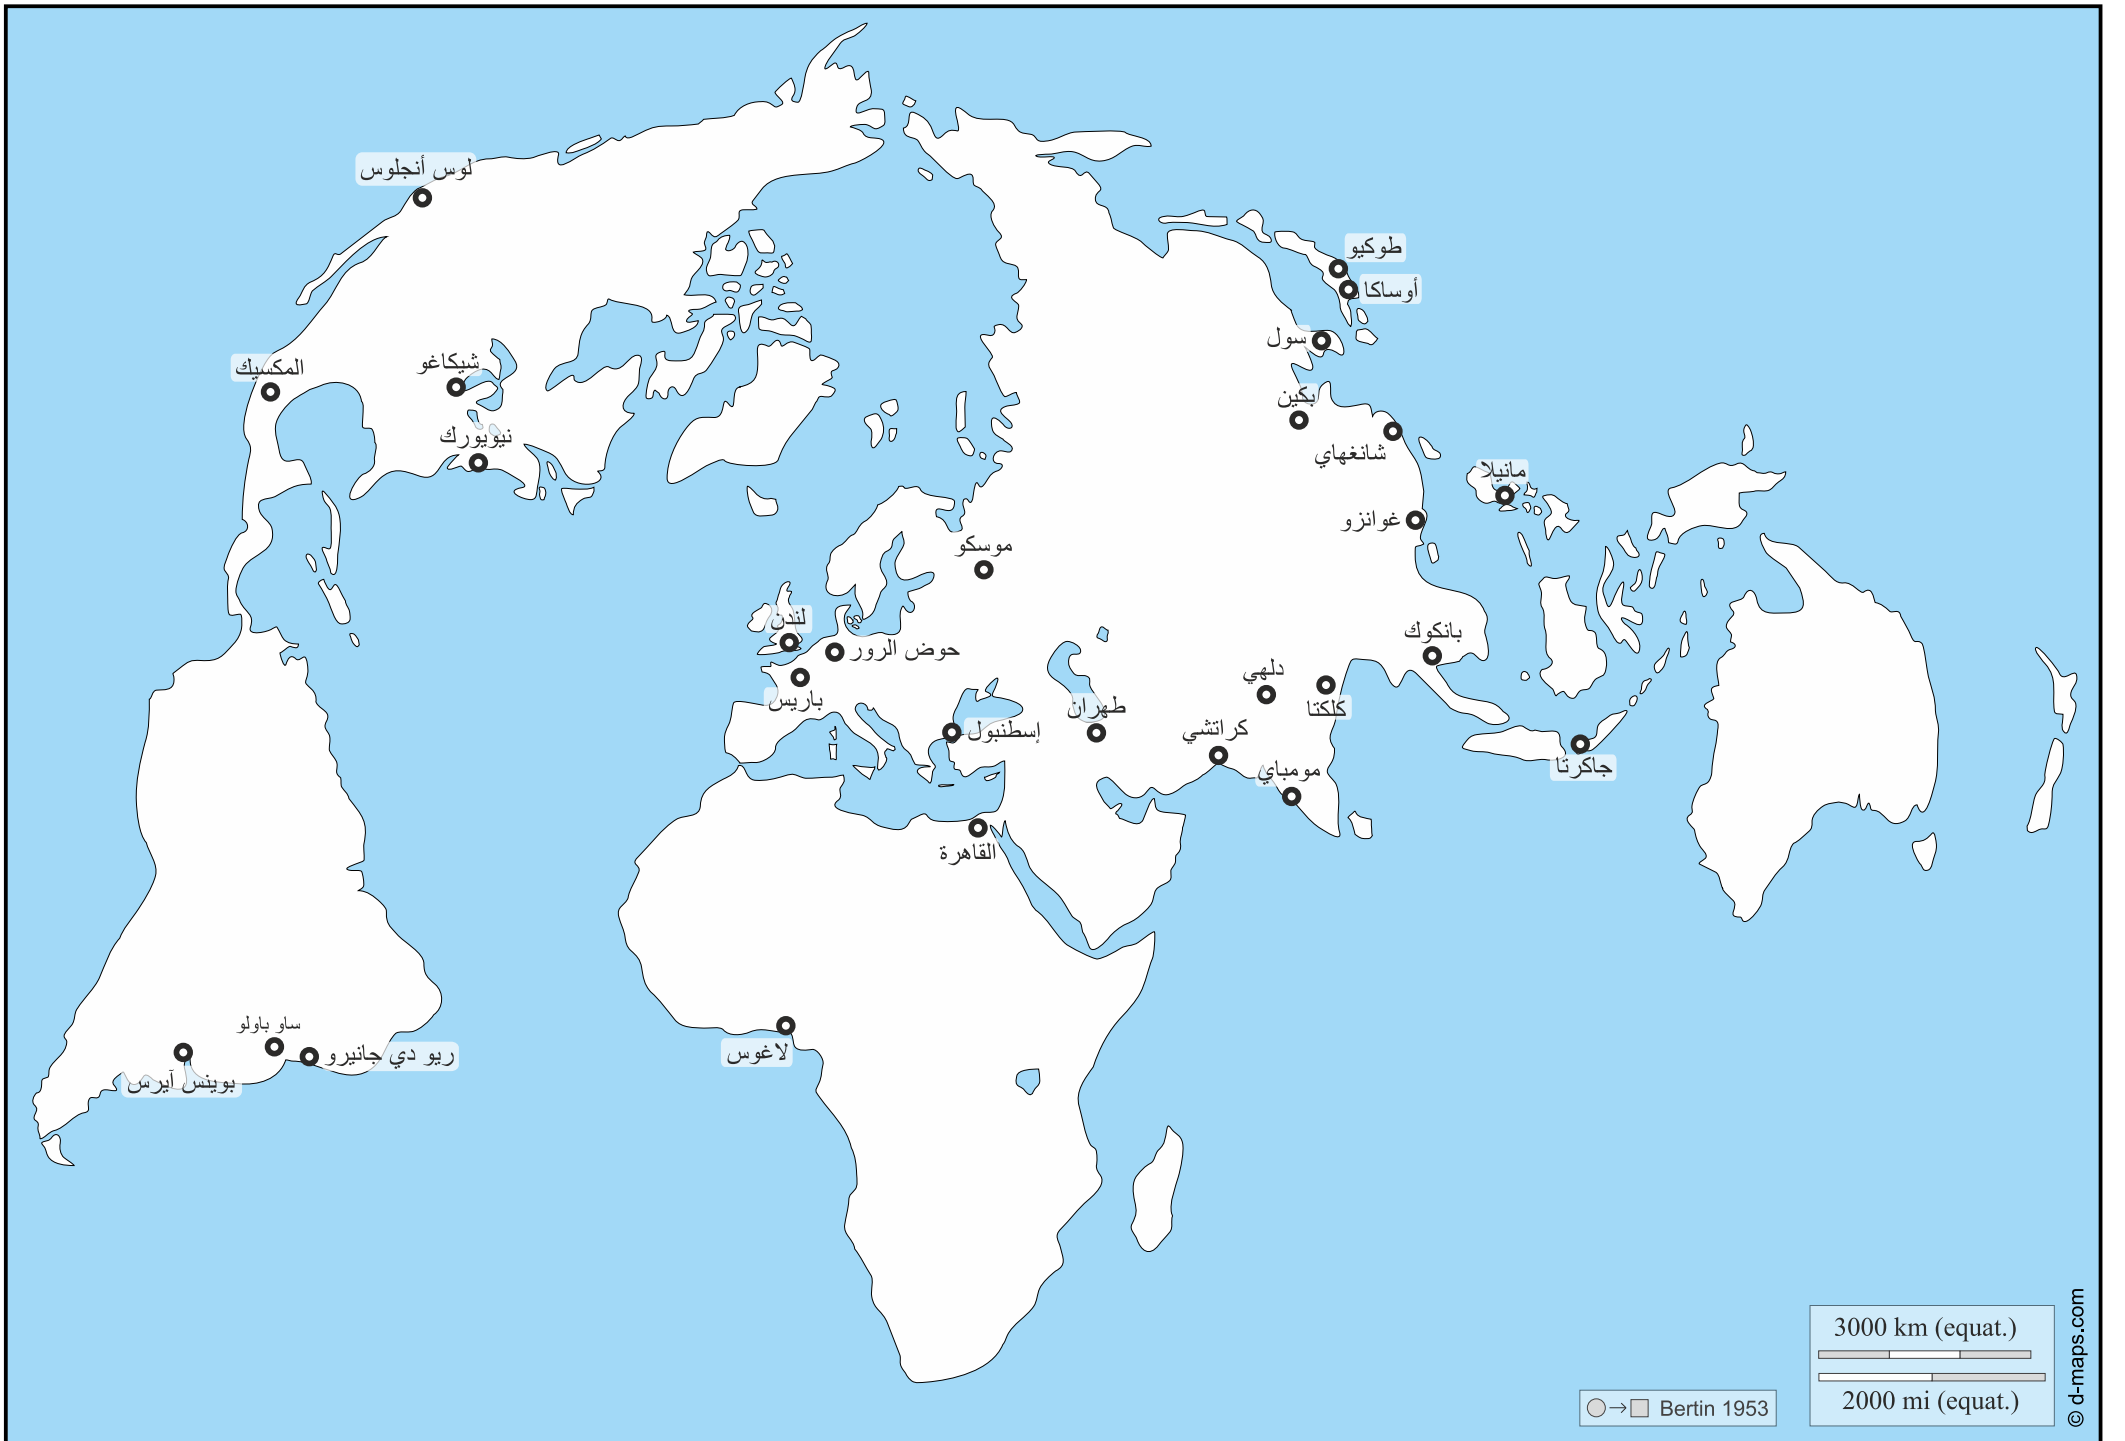 لوس أنجلوس
طوكيو
أوساكا
سول
شيكاغو
المكسيك
بكين
نيويورك
شانغهاي
مانيلا
غوانزو
موسكو
لندن
بانكوك
حوض الرور
دلهي
باريس
طهران
كلكتا
إسطنبول
كراتشي
جاكرتا
مومباي
القاهرة
ساو باولو
ريو دي جانيرو
لاغوس
بوينس آيرس
3000 km (equat.)
2000 mi (equat.)
Bertin 1953
© d-maps.com